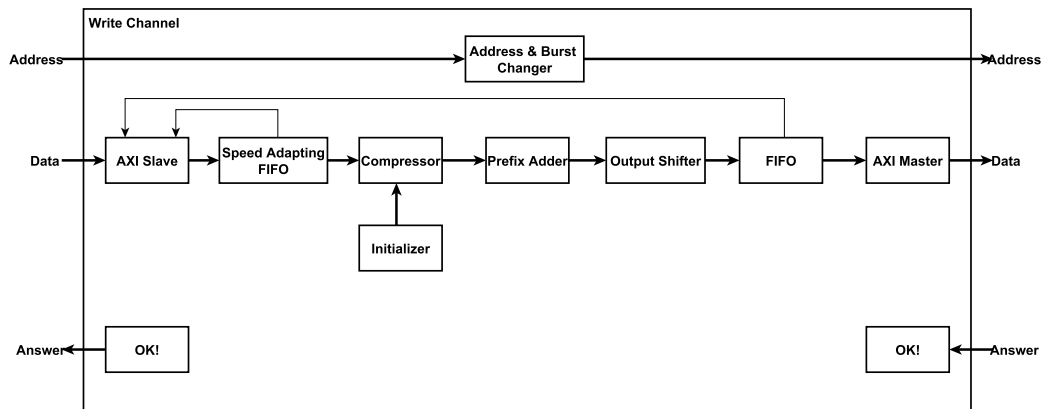 Write Channel
Address
Address & Burst
Changer
Address
Data
AXI Slave
Speed Adapting
FIFO
Compressor
Prefix Adder
Output Shifter
FIFO
AXI Master
Data
Initializer
Answer
OK!
OK!
Answer